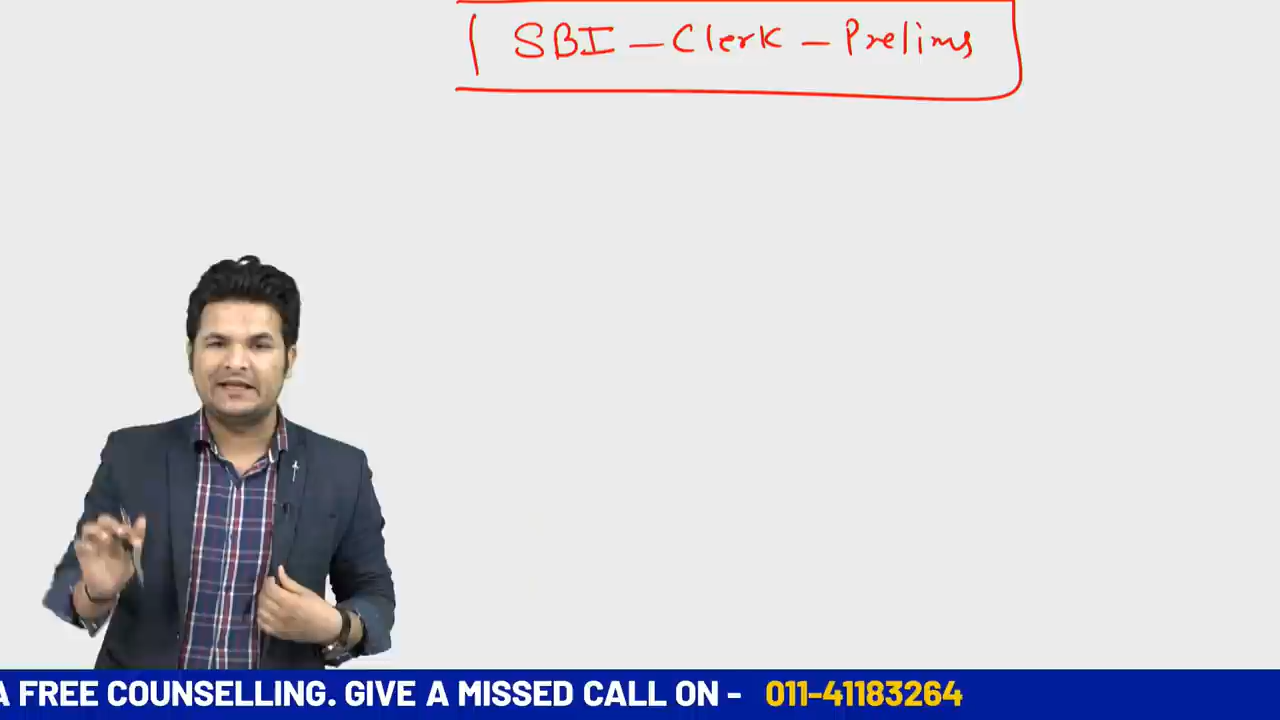 SBI - Clerk - Prelims
A FREE COUNSELLING. GIVE A MISSED CALL ON - 011-41183264